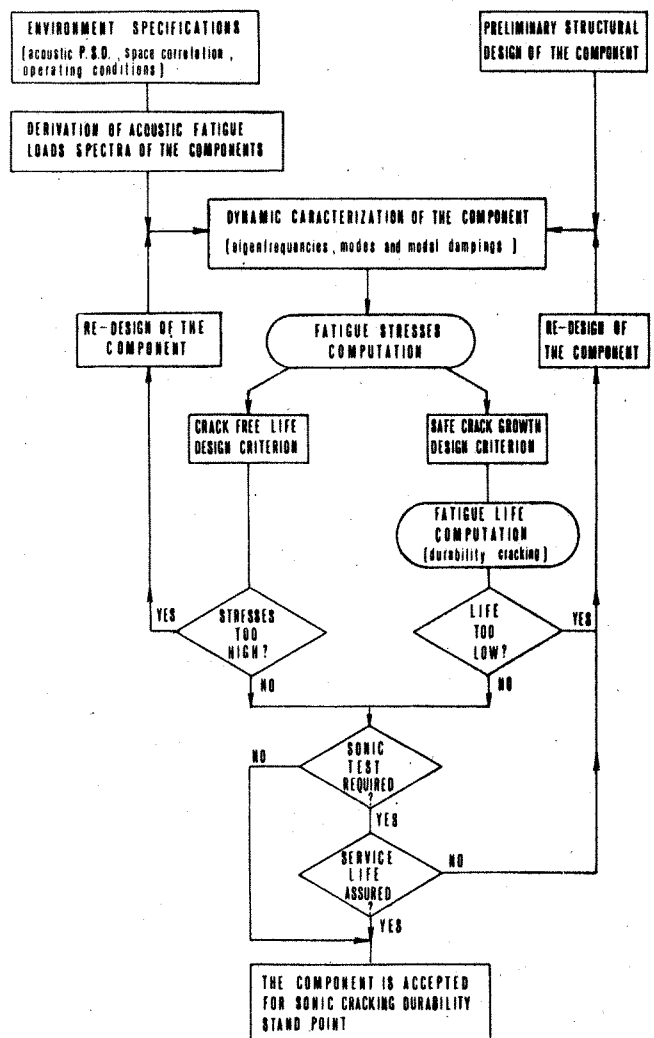 ENVIRONMENT SPECIFICATIONS
(acoustic P.S.D., space correlation,
operating conditions)
PRELIMINARY STRUCTURAL
DESIGN OF THE COMPONENT
DERIVATION OF ACOUSTIC FATIGUE
LOADS SPECTRA OF THE COMPONENTS
DYNAMIC CARACTERIZATION OF THE COMPONENT
(eigenfrequencies, modes and modal dampings)
RE-DESIGN OF THE
COMPONENT
FATIGUE STRESSES
COMPUTATION
RE-DESIGN OF
THE COMPONENT
CRACK FREE LIFE
DESIGN CRITERION
SAFE CRACK GROWTH
DESIGN CRITERION
FATIGUE LIFE
COMPUTATION
(durability cracking)
YES
STRESSES
TOO
HIGH?
NO
LIFE
TOO
LOW?
YES
NO
NO
SONIC
TEST
REQUIRED
?
YES
SERVICE
LIFE
ASSURED
?
NO
YES
THE COMPONENT IS ACCEPTED
FOR SONIC CRACKING DURABILITY
STAND POINT